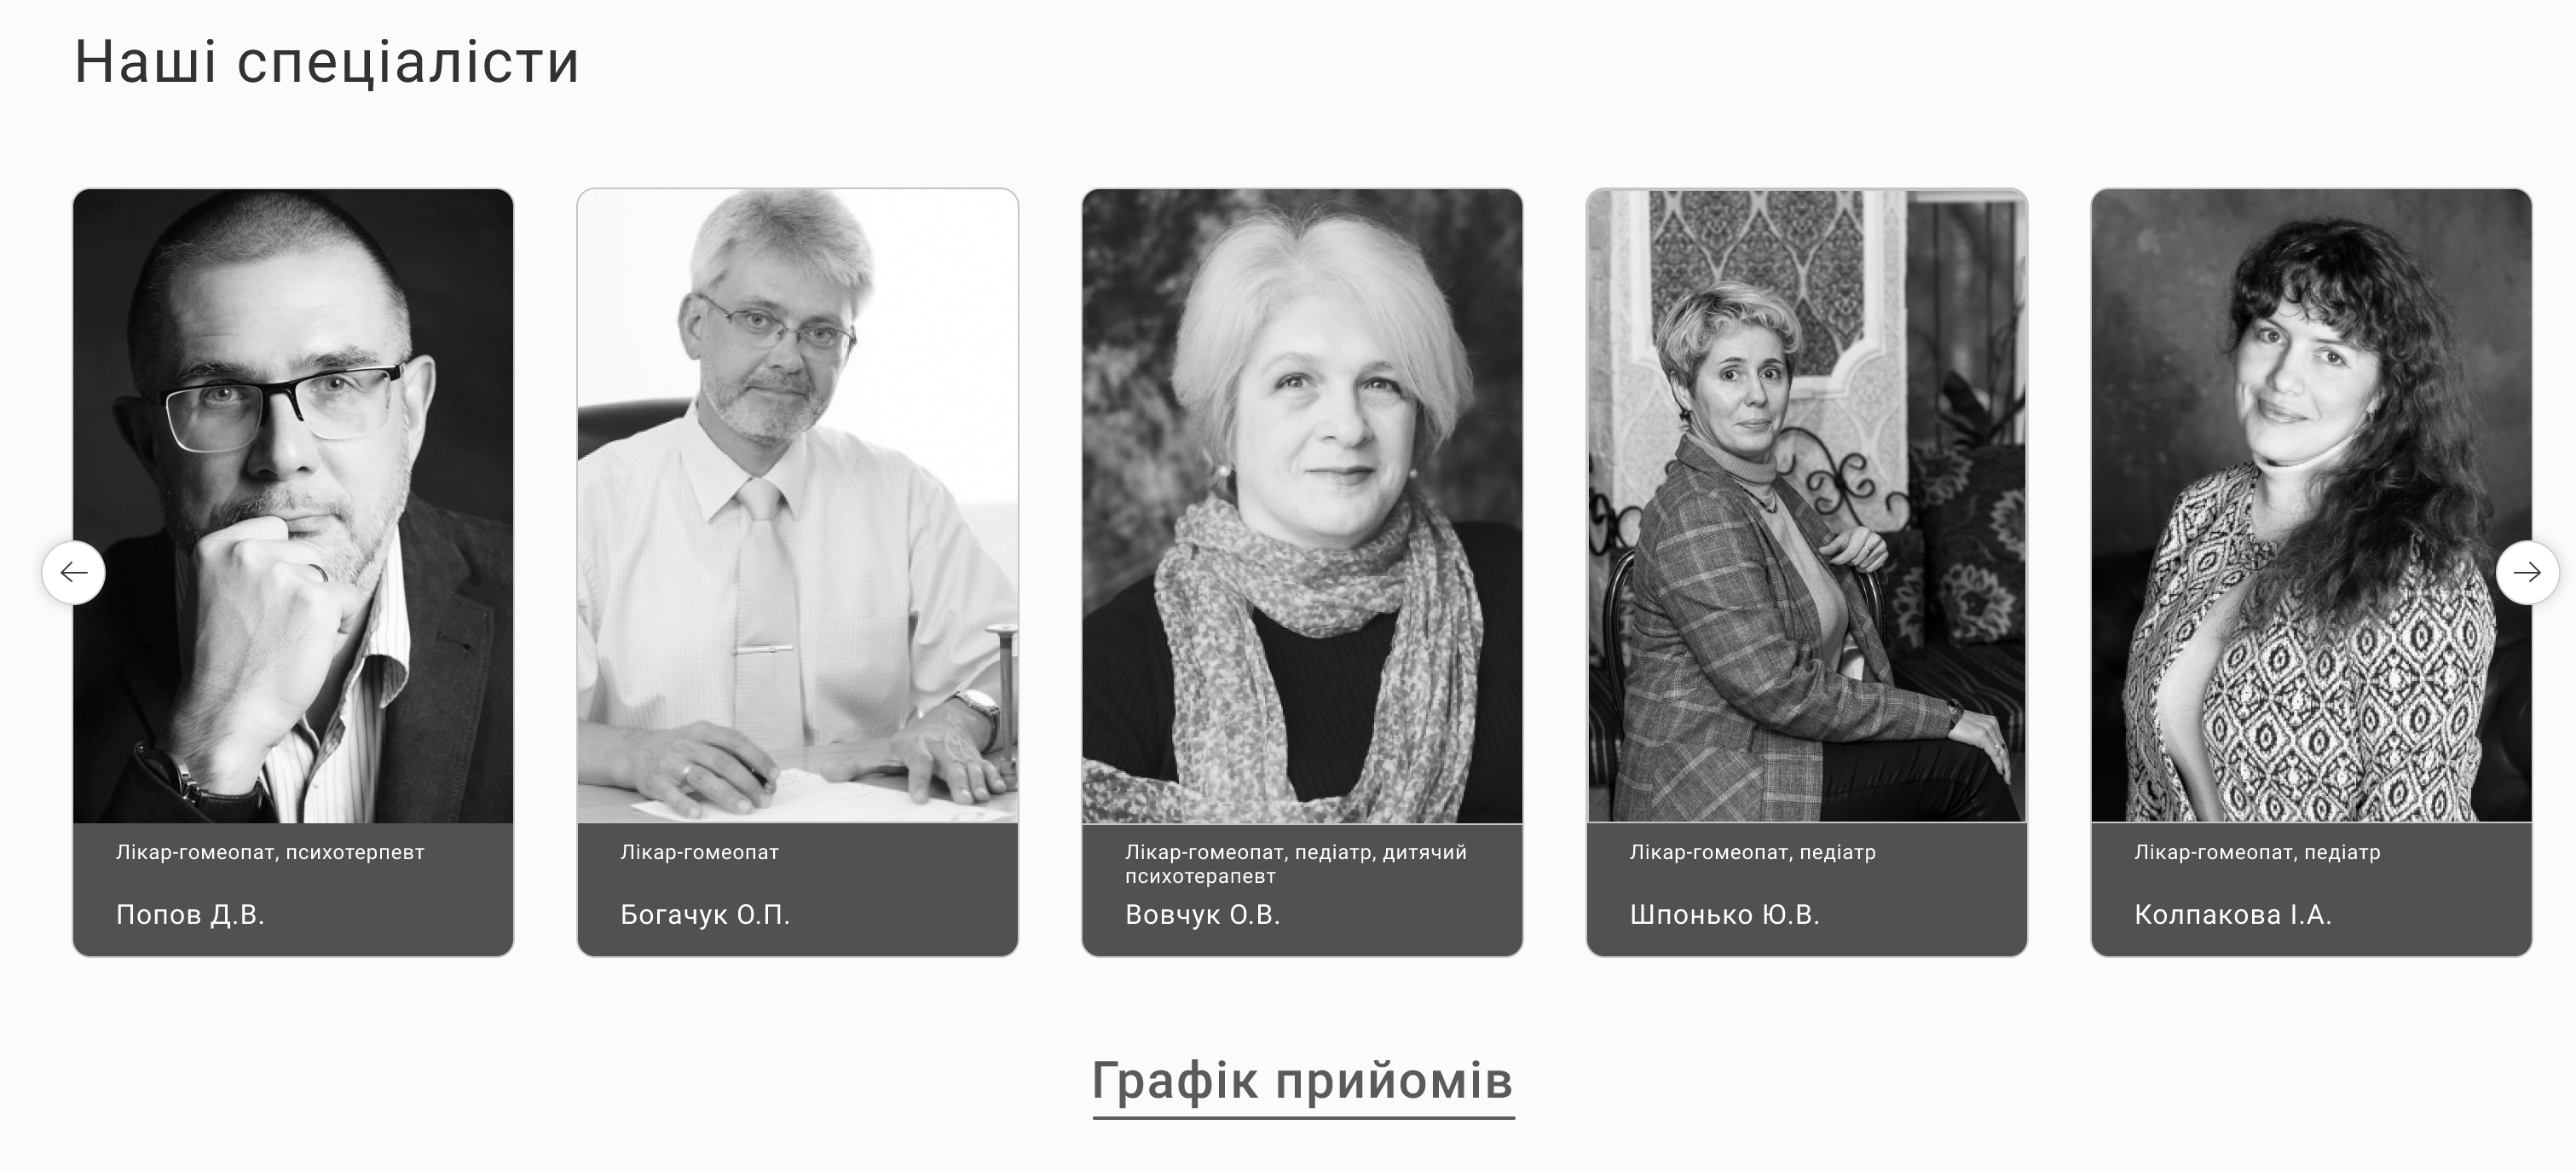 Наші спеціалісти
Лікар-гомеопат, психотерпевт
Попов Д.В.
Лікар-гомеопат
Богачук О.П.
Лікар-гомеопат, педіатр, дитячий
психотерапевт
Вовчук О.В.
Лікар-гомеопат, педіатр
Шпонько Ю.В.
Лікар-гомеопат, педіатр
Колпакова І.А.
Графік прийомів